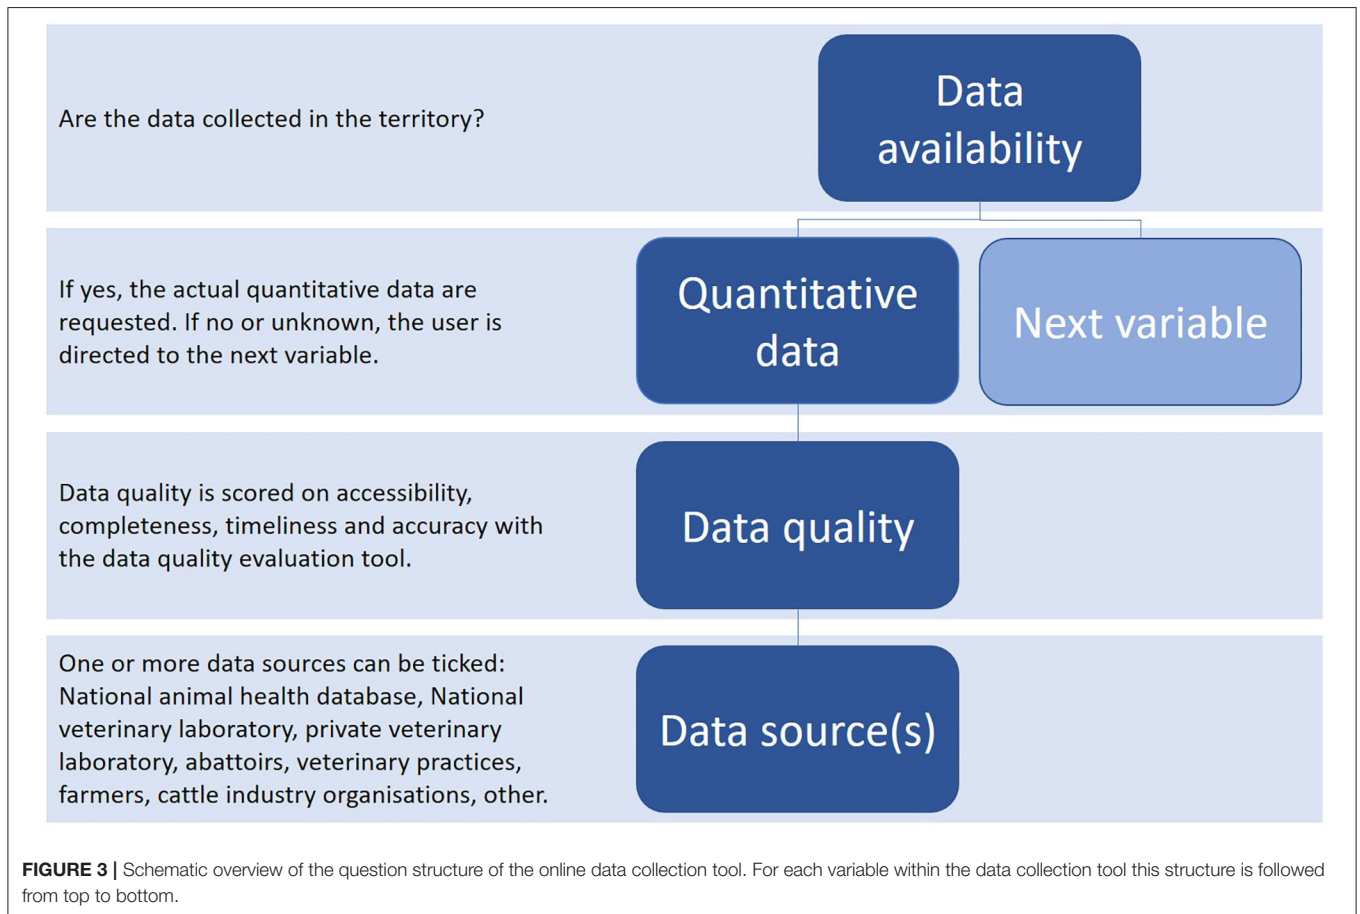 Are the data collected in the territory?
Data
availability
If yes, the actual quantitative data are
requested. If no or unknown, the user is
directed to the next variable.
Quantitative
data
Next variable
Data quality is scored on accessibility,
completeness, timeliness and accuracy with
the data quality evaluation tool.
Data quality
One or more data sources can be ticked:
National animal health database, National
veterinary laboratory, private veterinary
laboratory, abattoirs, veterinary practices,
farmers, cattle industry organisations, other.
Data source(s)
FIGURE 3 | Schematic overview of the question structure of the online data collection tool. For each variable within the data collection tool this structure is followed
from top to bottom.